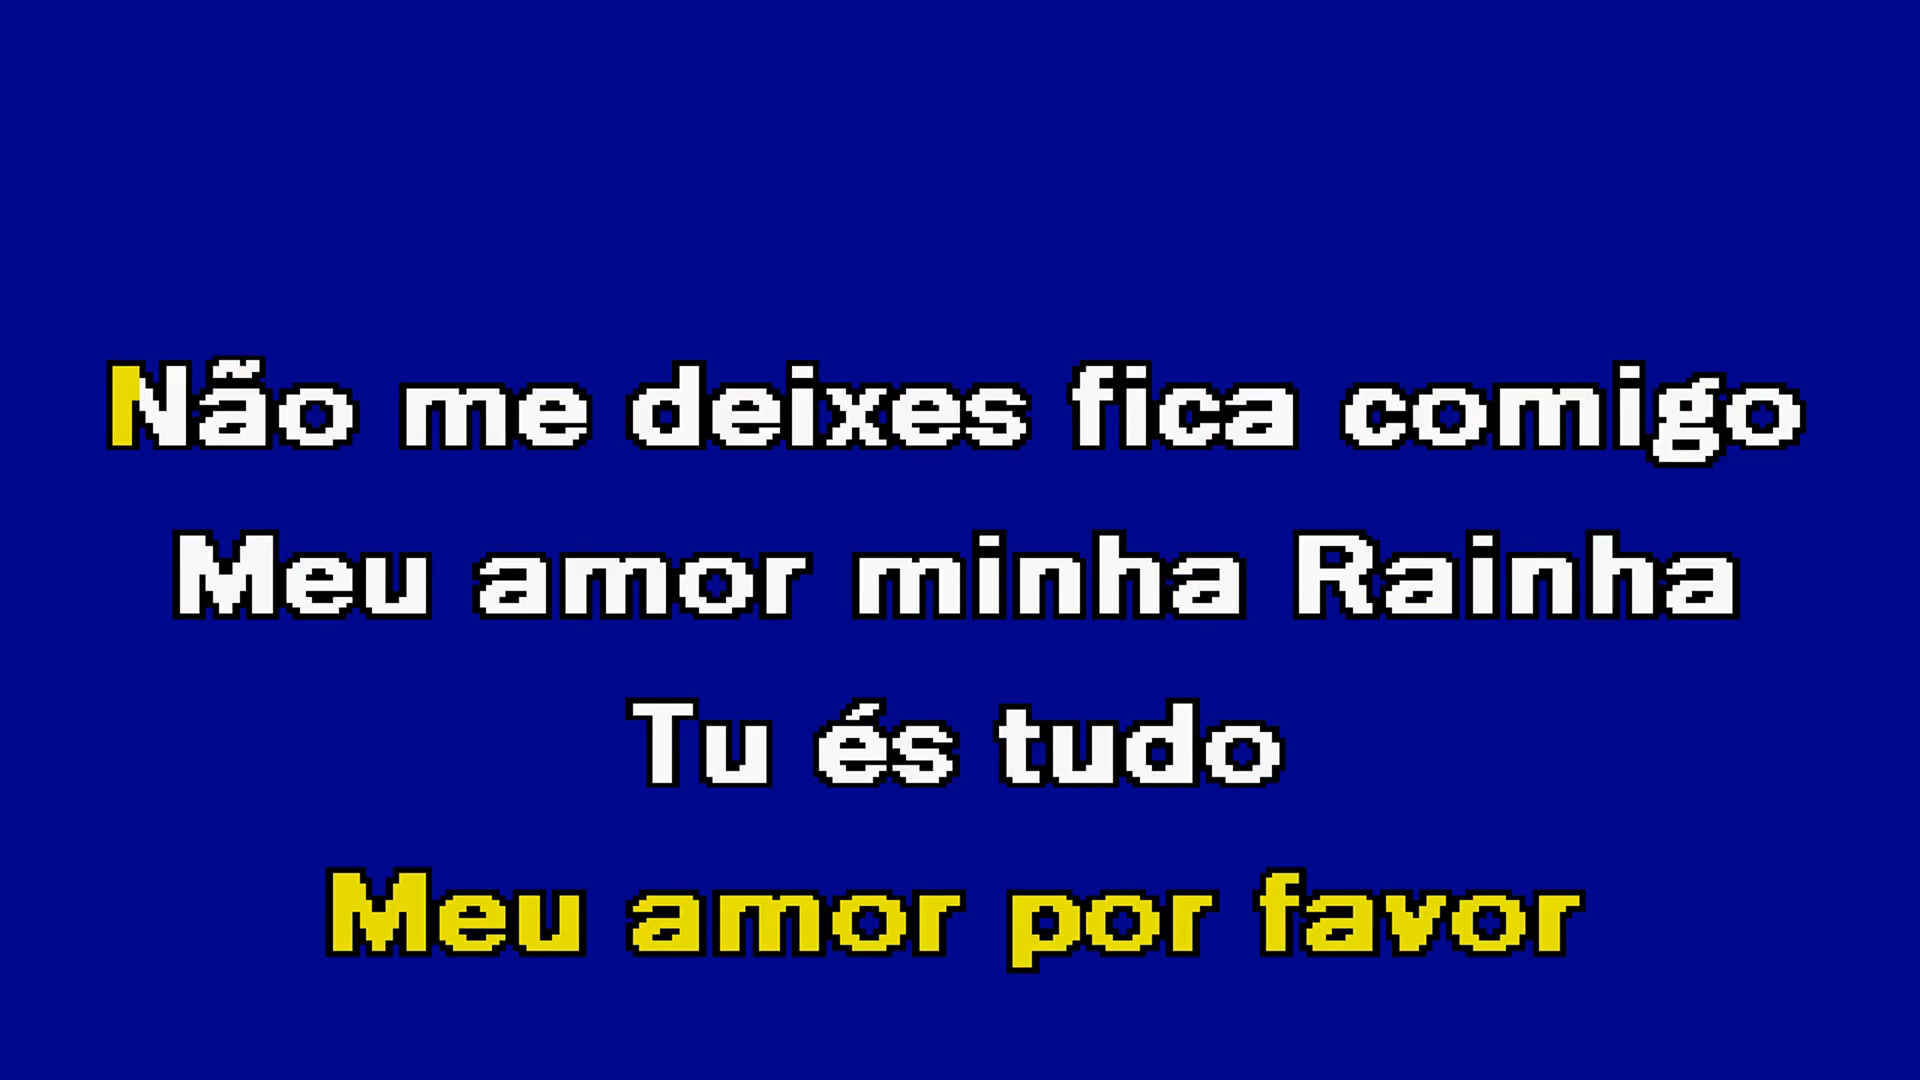 Não me deixes fica comigo
Meu amor minha Rainha
Tu és tudo
Meu amor por favor